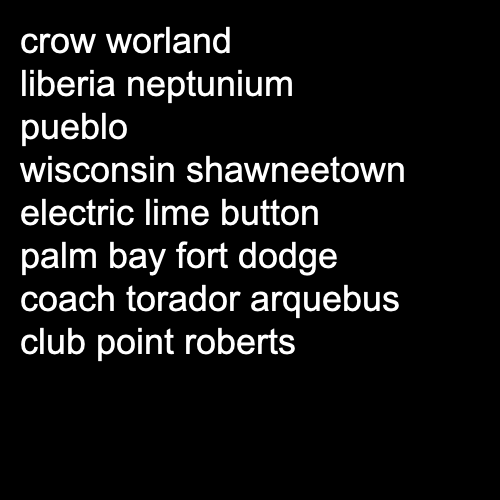 crow worland
liberia neptunium
pueblo
wisconsin shawneetown
electric lime button
palm bay fort dodge
coach torador arquebus
club point roberts